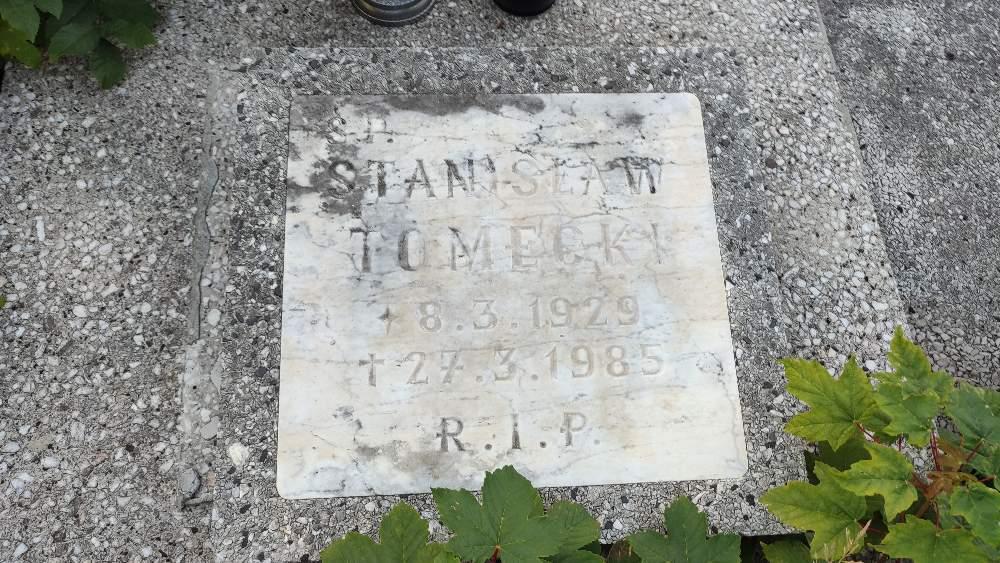 Ś.P.
STANISŁAW
TOMECKI
* 8.3.1929
† 27.3.1985
R.I.P.